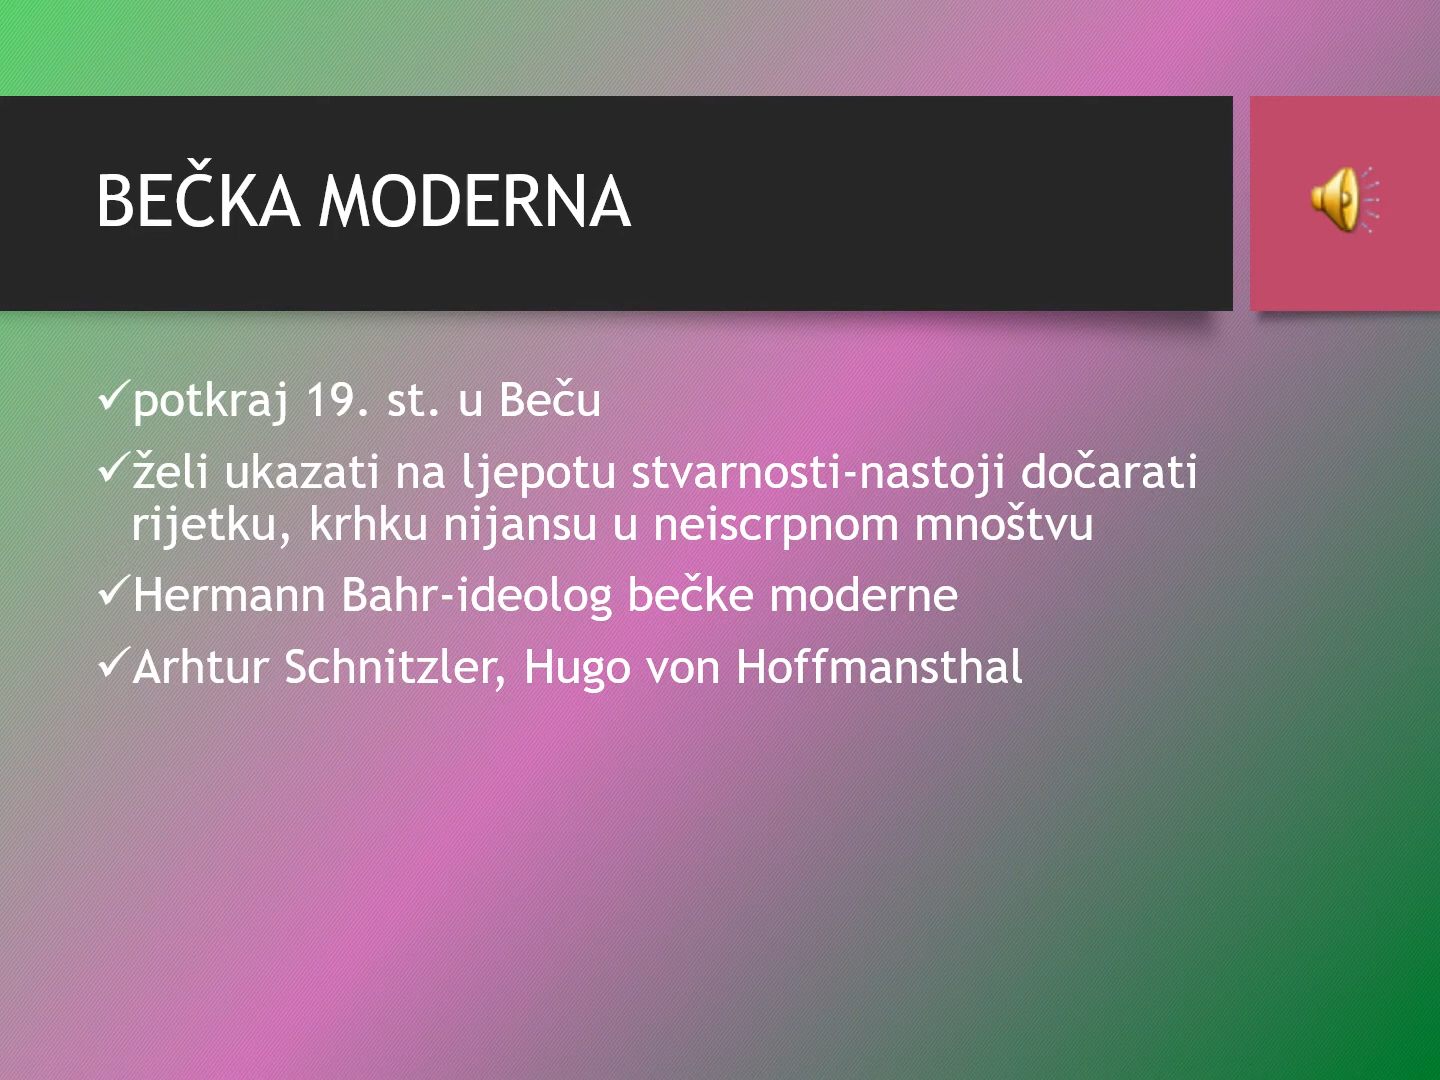 BEČKA MODERNA
✓potkraj 19. st. u Beču
✓želi ukazati na ljepotu stvarnosti-nastoji dočarati
rijetku, krhku nijansu u neiscrpnom mnoštvu
✓Hermann Bahr-ideolog bečke moderne
✓Arhtur Schnitzler, Hugo von Hoffmansthal